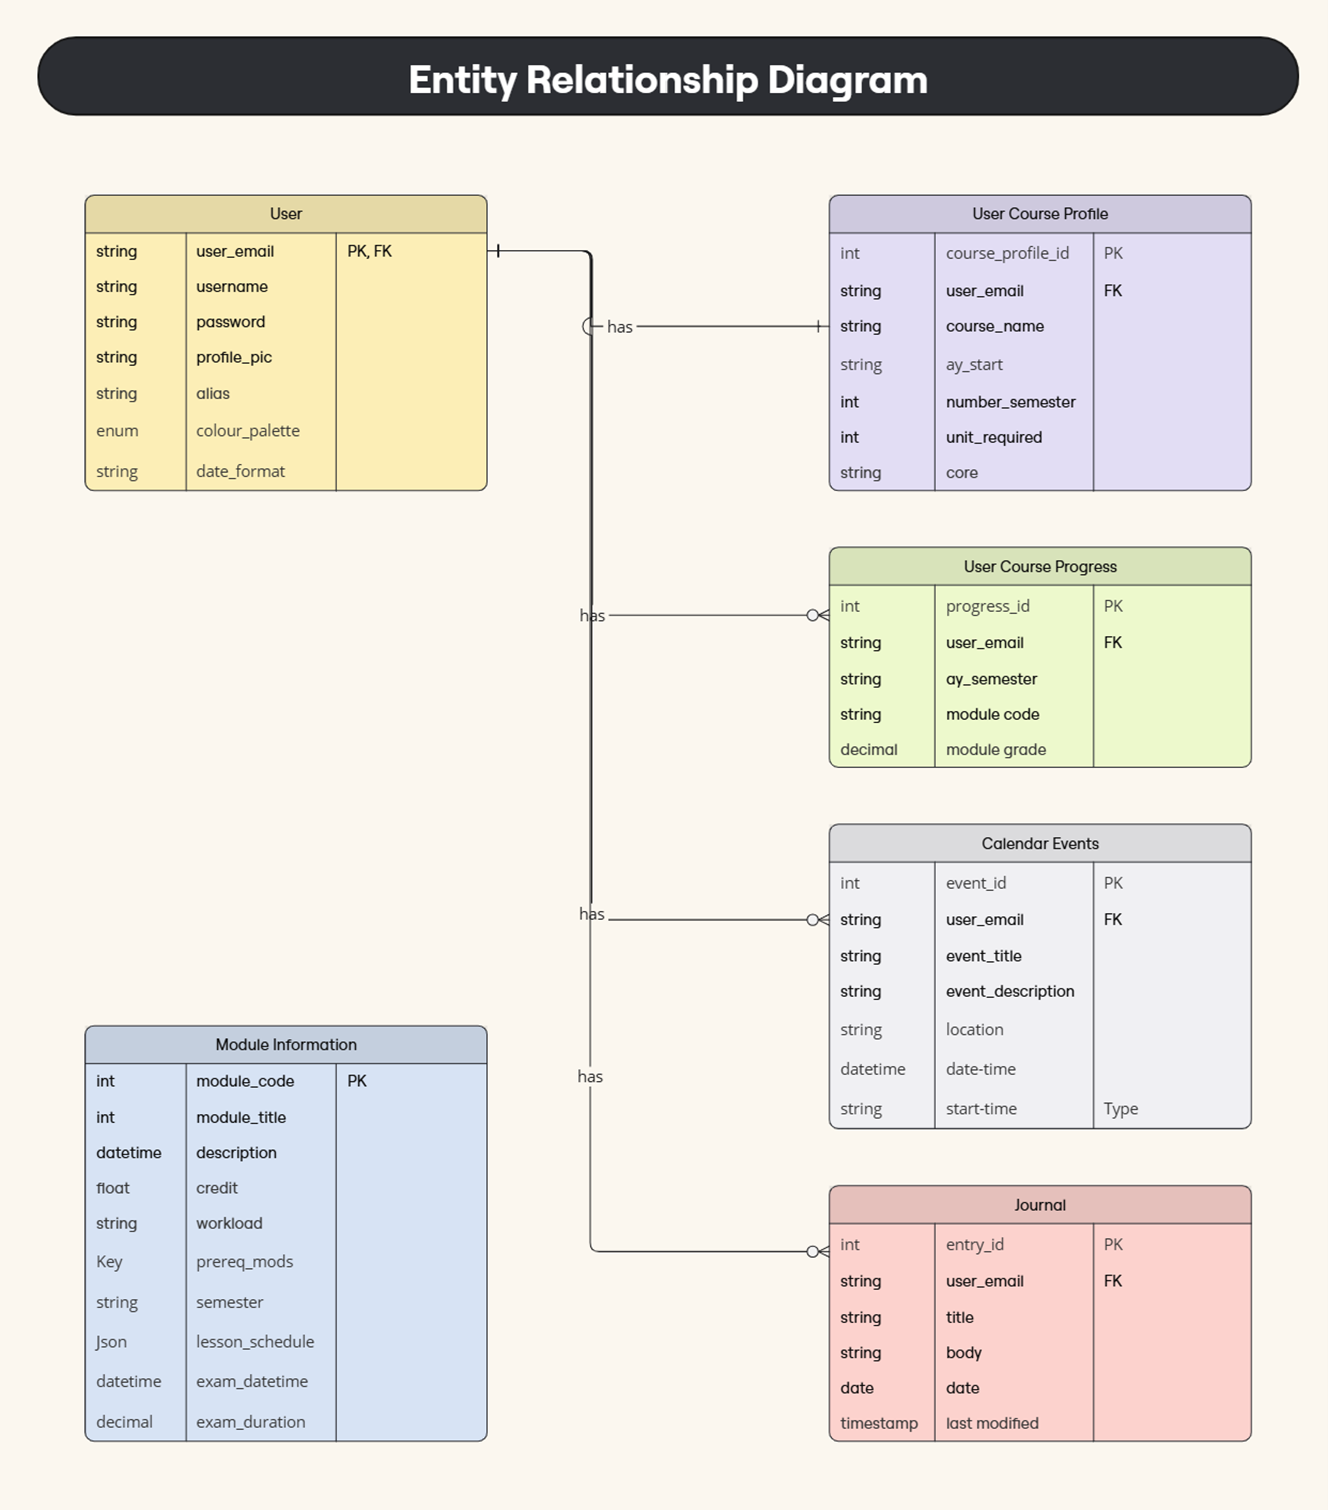 Entity Relationship Diagram
User
string user_email PK, FK
string username
string password
string profile_pic
string alias
enum colour_palette
string date_format
User Course Profile
int course_profile_id PK
string user_email FK
string course_name
string ay_start
int number_semester
int unit_required
string core
has
User Course Progress
int progress_id PK
string user_email FK
string ay_semester
string module code
decimal module grade
has
Calendar Events
int event_id PK
string user_email FK
string event_title
string event_description
string location
datetime date-time
string start-time Type
has
Module Information
int module_code PK
int module_title
datetime description
float credit
string workload
Key prereq_mods
string semester
Json lesson_schedule
datetime exam_datetime
decimal exam_duration
has
Journal
int entry_id PK
string user_email FK
string title
string body
date date
timestamp last modified